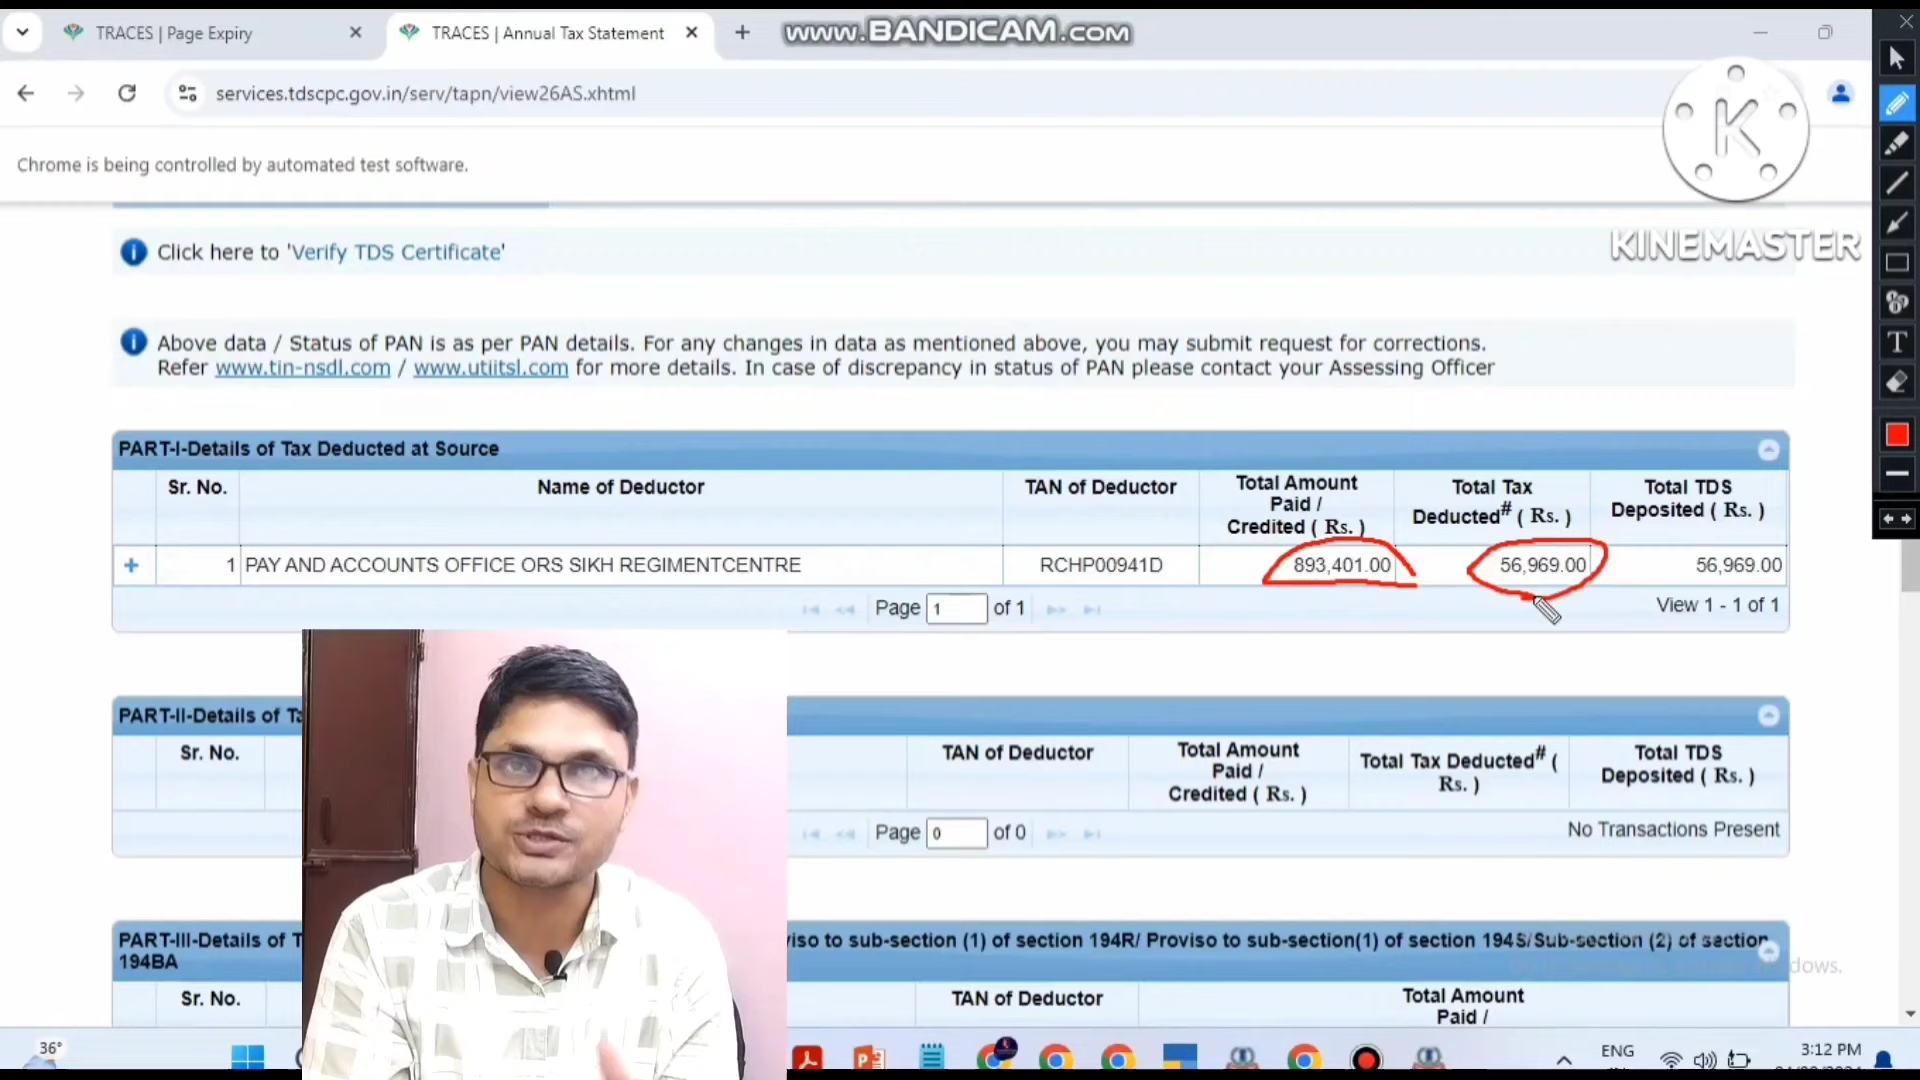 TRACES | Page Expiry
TRACES | Annual Tax Statement
www.BANDICAM.com
services.tdscpc.gov.in/serv/tapn/view26AS.xhtml
Chrome is being controlled by automated test software.
K
KINEMASTER
Click here to 'Verify TDS Certificate'
Above data / Status of PAN is as per PAN details. For any changes in data as mentioned above, you may submit request for corrections.
Refer www.tin-nsdl.com / www.utiitsl.com for more details. In case of discrepancy in status of PAN please contact your Assessing Officer
PART-I-Details of Tax Deducted at Source
Sr. No. Name of Deductor TAN of Deductor Total Amount Paid / Credited ( Rs. ) Total Tax Deducted# ( Rs. ) Total TDS Deposited ( Rs. )
1 PAY AND ACCOUNTS OFFICE ORS SIKH REGIMENTCENTRE RCHP00941D 893,401.00 56,969.00 56,969.00
Page 1 of 1 View 1 - 1 of 1
PART-II-Details of
Sr. No. TAN of Deductor Total Amount Paid / Credited ( Rs. ) Total Tax Deducted# ( Rs. ) Total TDS Deposited ( Rs. )
Page 0 of 0 No Transactions Present
PART-III-Details of
to sub-section (1) of section 194R/ Proviso to sub-section(1) of section 194S/Sub-section (2) of section
194BA
Sr. No. TAN of Deductor Total Amount Paid /
36°
ENG
3:12 PM